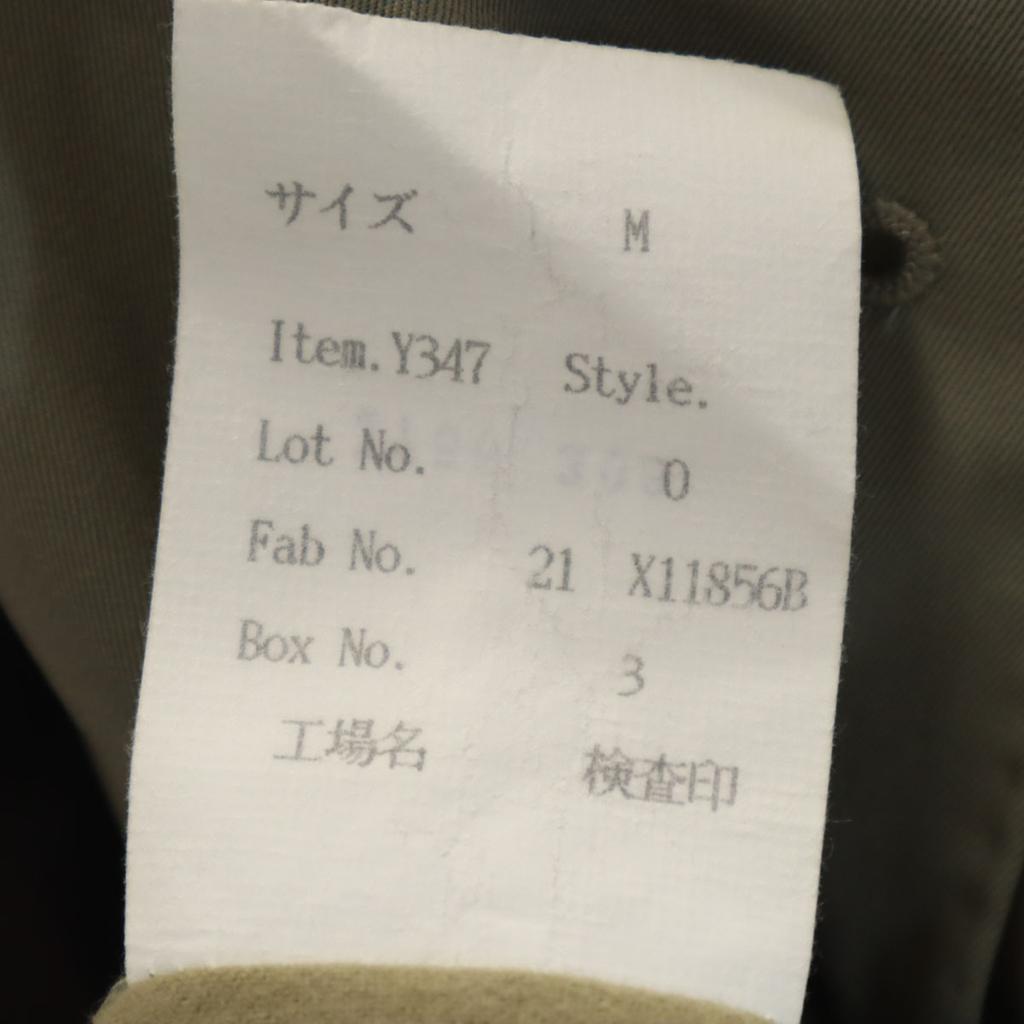 サイズ M
Item.Y347 Style.
Lot No. 0
Fab No. 21 X11856B
Box No. 3
工場名 検査印